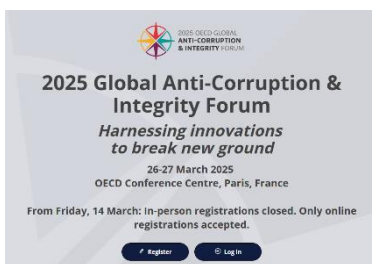 2025 OECD GLOBAL
ANTI-CORRUPTION
& INTEGRITY FORUM
2025 Global Anti-Corruption &
Integrity Forum
Harnessing innovations
to break new ground
26-27 March 2025
OECD Conference Centre, Paris, France
From Friday, 14 March: In-person registrations closed. Only online
registrations accepted.
Register
Log In